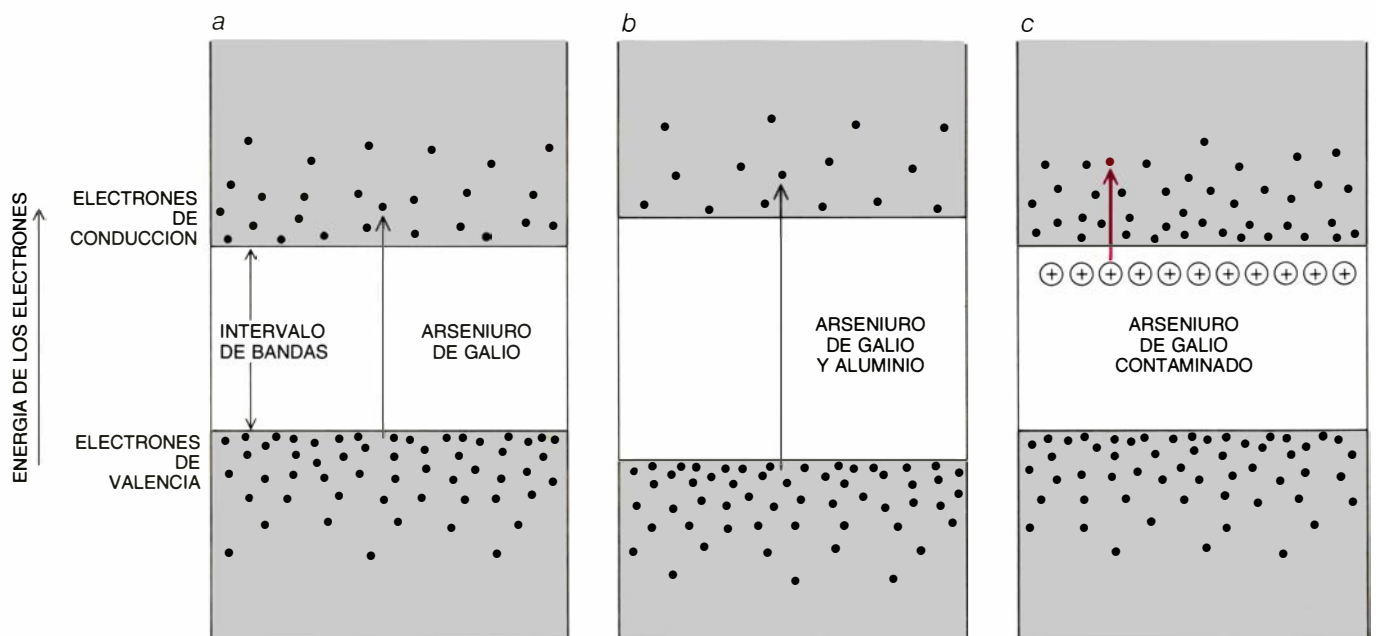 a
b
c
ENERGIA DE LOS ELECTRONES
ELECTRONES
DE
CONDUCCION
INTERVALO
DE BANDAS
ARSENIURO
DE GALIO
ELECTRONES
DE
VALENCIA
ARSENIURO
DE GALIO
Y ALUMINIO
+ + + + + + + + + + +
ARSENIURO
DE GALIO
CONTAMINADO